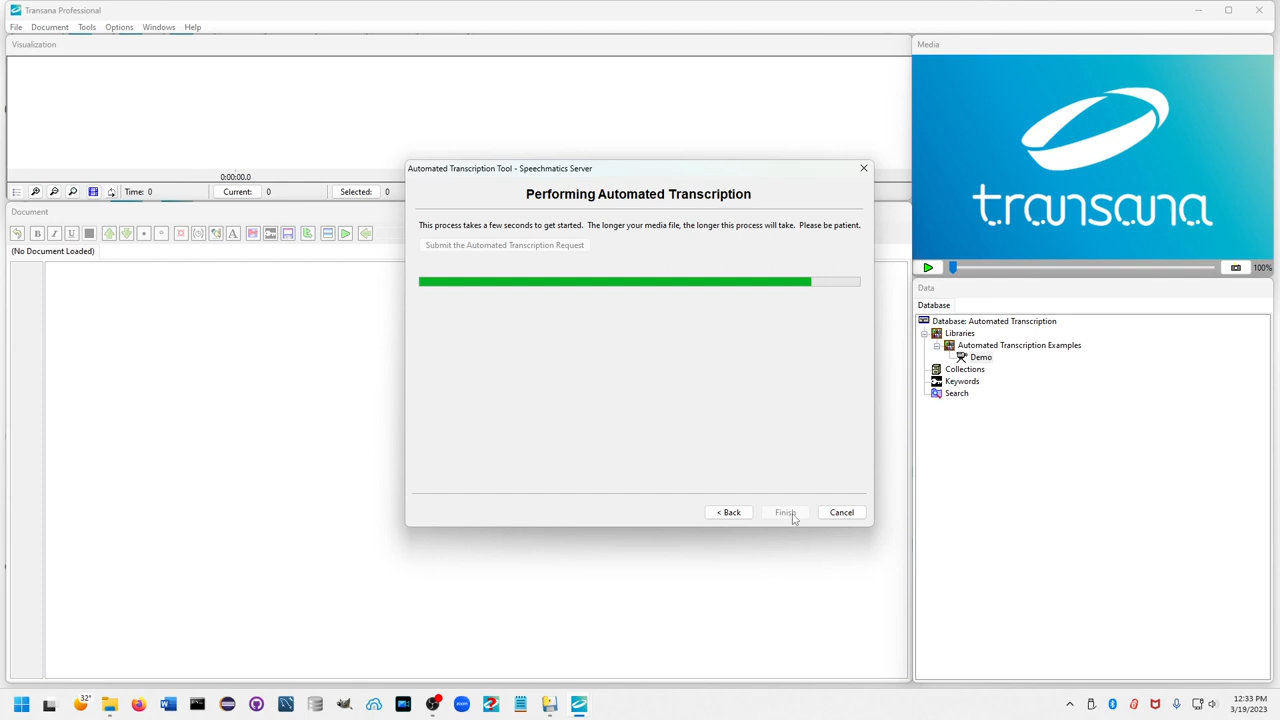 Transana Professional
File Document Tools Options Windows Help
Visualization
Media
transana
0:00:00.0
Time: 0 Current: 0 Selected: 0
Document
B I U A
(No Document Loaded)
Automated Transcription Tool - Speechmatics Server
Performing Automated Transcription
This process takes a few seconds to get started. The longer your media file, the longer this process will take. Please be patient.
Submit the Automated Transcription Request
< Back Finish Cancel
100%
Data
Database
Database: Automated Transcription
Libraries
Automated Transcription Examples
Demo
Collections
Keywords
Search
32°
zoom
12:33 PM
3/19/2023